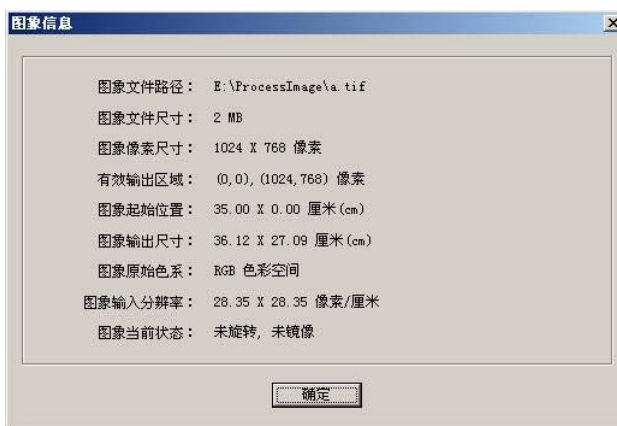 图象信息
图象文件路径： E:\ProcessImage\a.tif
图象文件尺寸： 2 MB
图象像素尺寸： 1024 X 768 像素
有效输出区域： (0,0),(1024,768) 像素
图象起始位置： 35.00 X 0.00 厘米(cm)
图象输出尺寸： 36.12 X 27.09 厘米(cm)
图象原始色系： RGB 色彩空间
图象输入分辨率： 28.35 X 28.35 像素/厘米
图象当前状态： 未旋转, 未镜像
确定